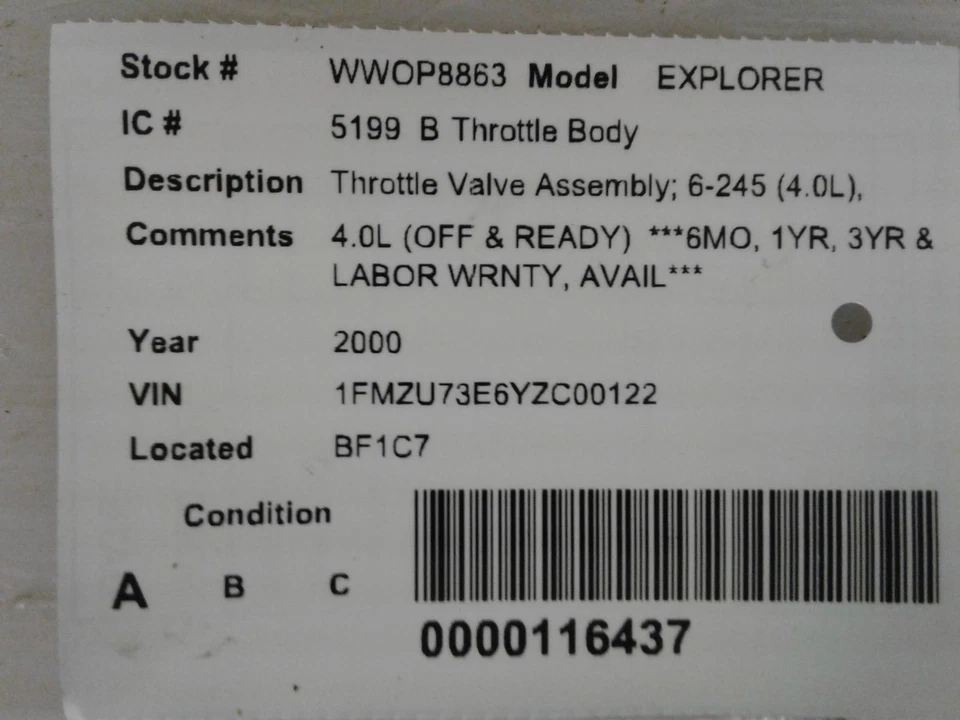 Stock # WWOP8863 Model EXPLORER
IC # 5199 B Throttle Body
Description Throttle Valve Assembly; 6-245 (4.0L),
Comments 4.0L (OFF & READY) ***6MO, 1YR, 3YR &
LABOR WRNTY, AVAIL***
Year 2000
VIN 1FMZU73E6YZC00122
Located BF1C7
Condition
A B C
0000116437